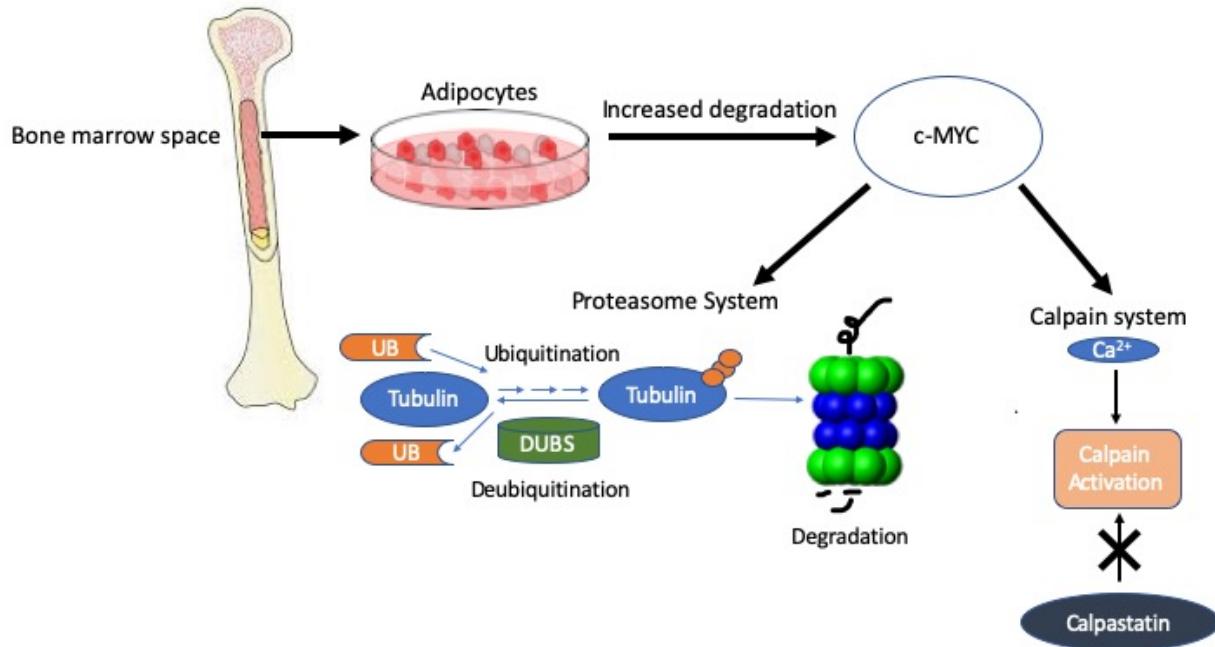 Adipocytes
Increased degradation
Bone marrow space
c-MYC
Proteasome System
Calpain system
UB
Ubiquitination
Ca²⁺
Tubulin
Tubulin
UB
DUBS
Deubiquitination
Calpain
Activation
Degradation
Calpastatin